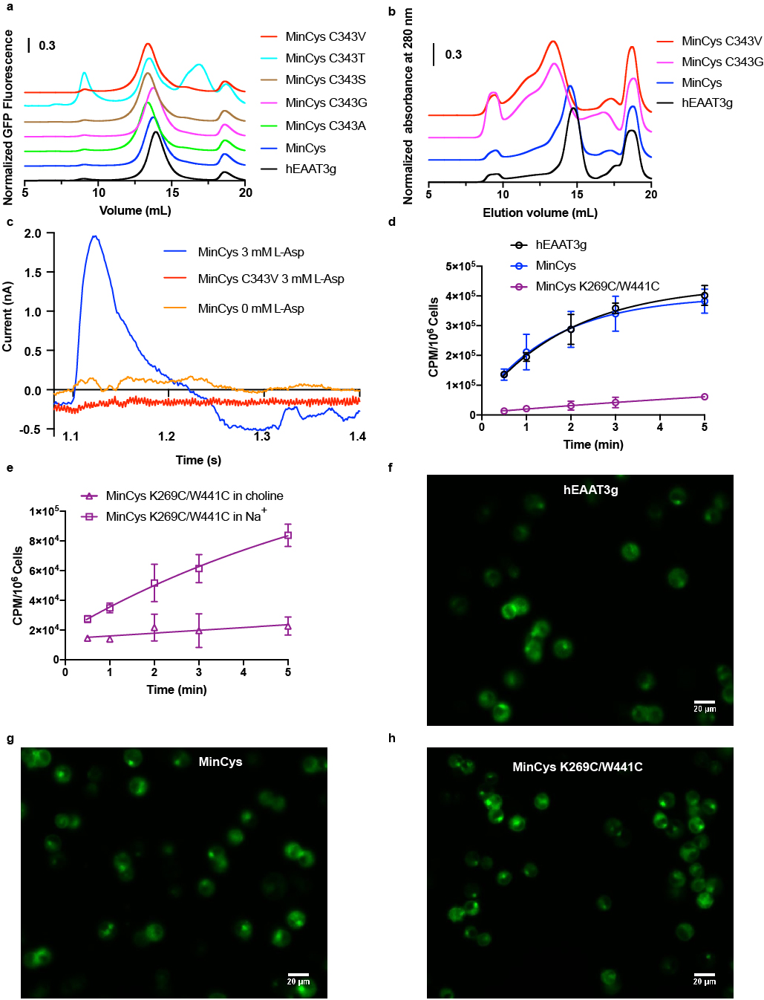 a
Normalized GFP Fluorescence
0.3
MinCys C343V
MinCys C343T
MinCys C343S
MinCys C343G
MinCys C343A
MinCys
hEAAT3g
5 10 15 20
Volume (mL)
b
Normalized absorbance at 280 nm
0.3
MinCys C343V
MinCys C343G
MinCys
hEAAT3g
5 10 15 20
Elution volume (mL)
c
Current (nA)
2.0
1.5
1.0
0.5
0.0
-0.5
MinCys 3 mM L-Asp
MinCys C343V 3 mM L-Asp
MinCys 0 mM L-Asp
1.1 1.2 1.3 1.4
Time (s)
d
hEAAT3g
MinCys
MinCys K269C/W441C
CPM/10⁶ Cells
5×10⁵
4×10⁵
3×10⁵
2×10⁵
1×10⁵
0
0 1 2 3 4 5
Time (min)
e
MinCys K269C/W441C in choline
MinCys K269C/W441C in Na⁺
CPM/10⁶ Cells
1×10⁵
8×10⁴
6×10⁴
4×10⁴
2×10⁴
0
0 1 2 3 4 5
Time (min)
f
hEAAT3g
20 µm
g
MinCys
20 µm
h
MinCys K269C/W441C
20 µm